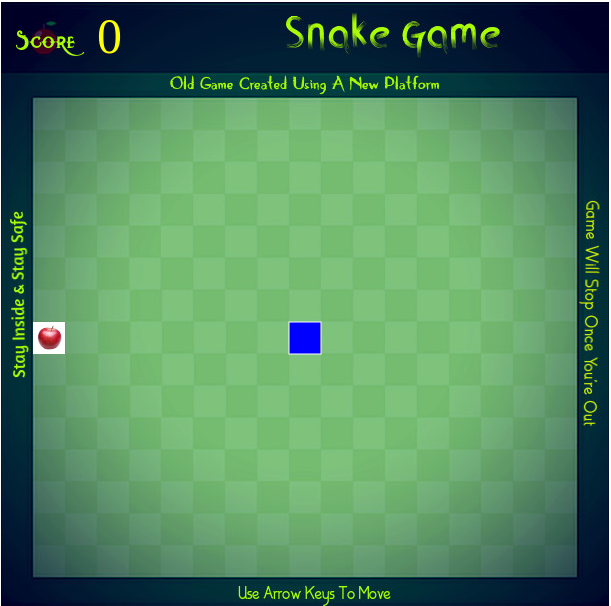 Score 0
Snake Game
Old Game Created Using A New Platform
Stay Inside & Stay Safe
Game Will Stop Once You're Out
Use Arrow Keys To Move